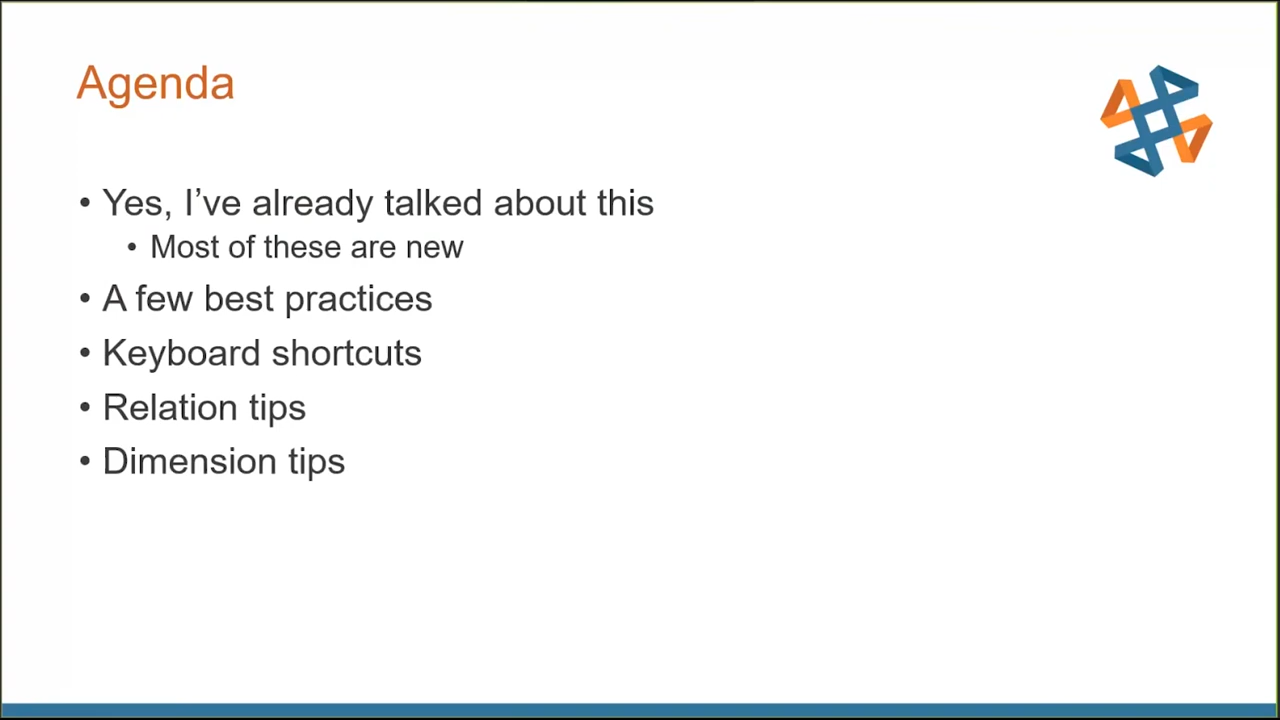 Agenda
• Yes, I’ve already talked about this
• Most of these are new
• A few best practices
• Keyboard shortcuts
• Relation tips
• Dimension tips